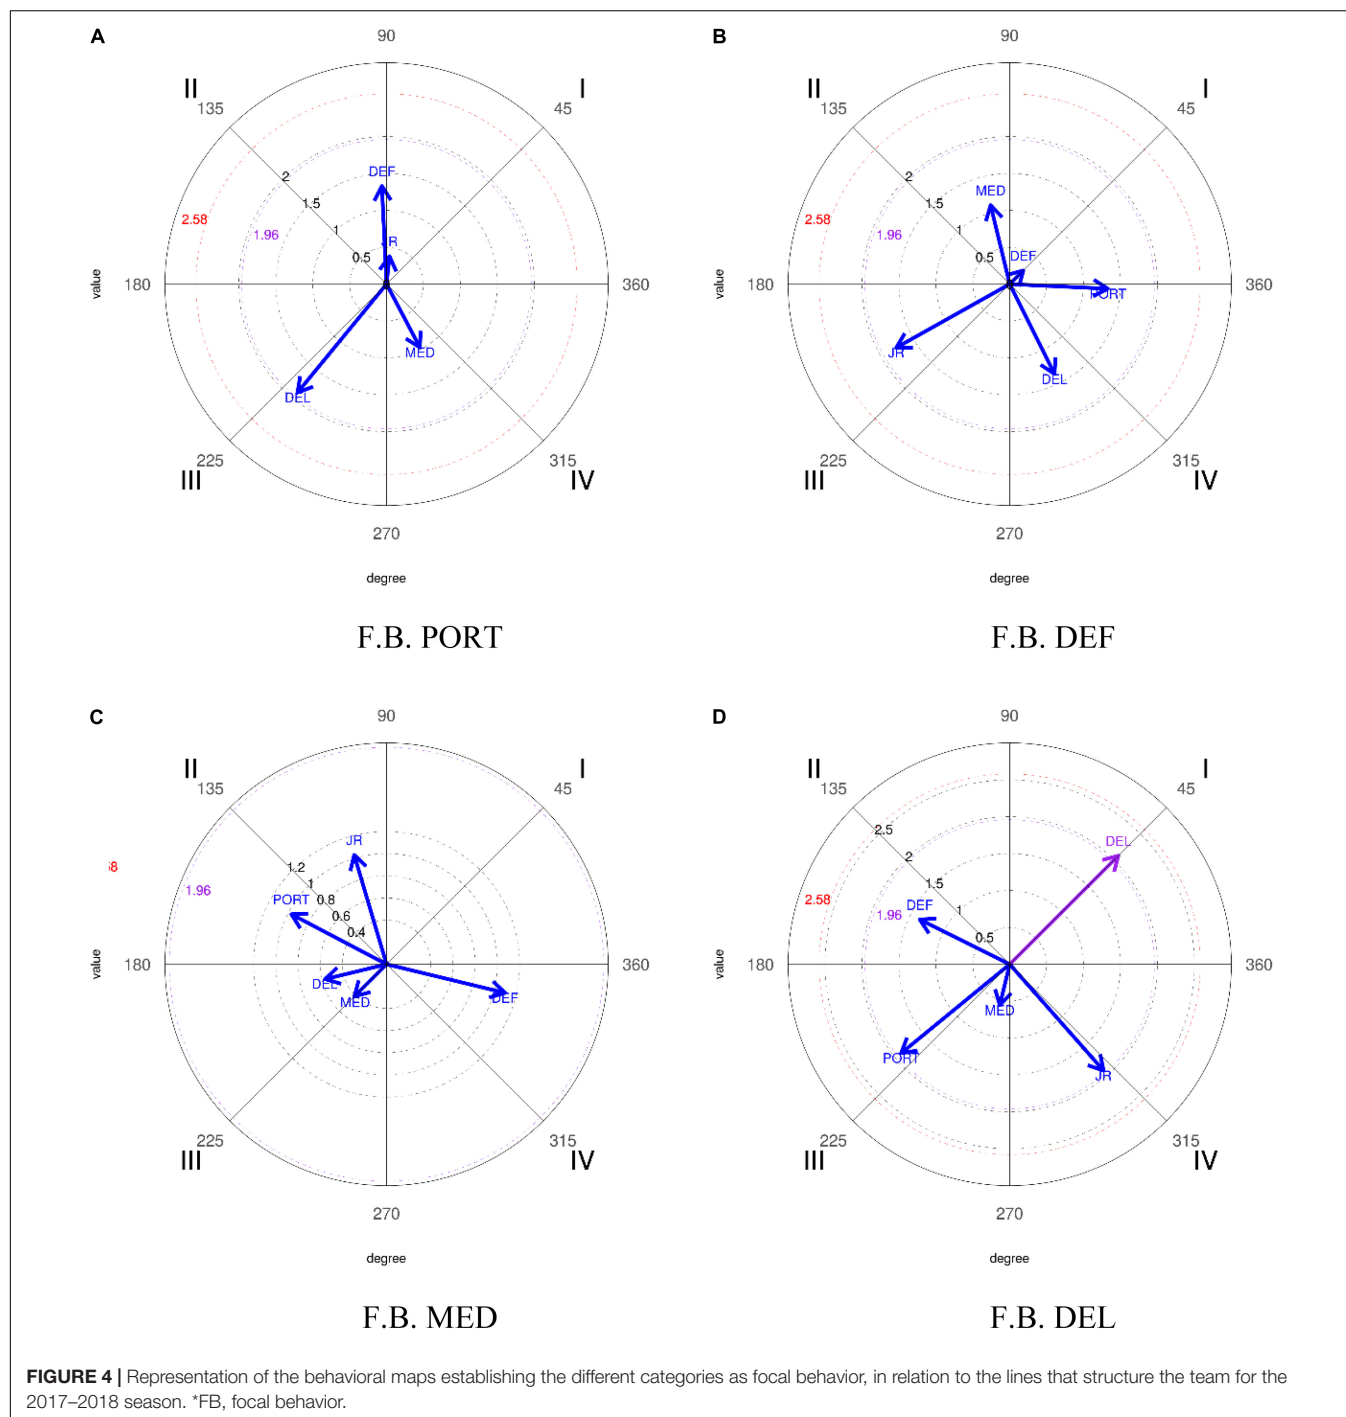 A
90
II
I
135
45
DEF
2
1.5
2.58
1.96
1
JR
0.5
value
180
360
MED
DEL
225
315
III
IV
270
degree
F.B. PORT
B
90
II
I
135
45
2
MED
1.5
2.58
1.96
1
DEF
0.5
value
180
360
PORT
JR
DEL
225
315
III
IV
270
degree
F.B. DEF
C
90
II
I
135
45
JR
1.2
1
1.96
PORT
0.8
0.6
0.4
value
180
360
DEL
MED
DEF
225
315
III
IV
270
degree
F.B. MED
D
90
II
I
135
45
2.5
DEL
2
1.5
2.58
DEF
1.96
1
0.5
value
180
360
MED
PORT
JR
225
315
III
IV
270
degree
F.B. DEL
FIGURE 4 | Representation of the behavioral maps establishing the different categories as focal behavior, in relation to the lines that structure the team for the
2017–2018 season. *FB, focal behavior.